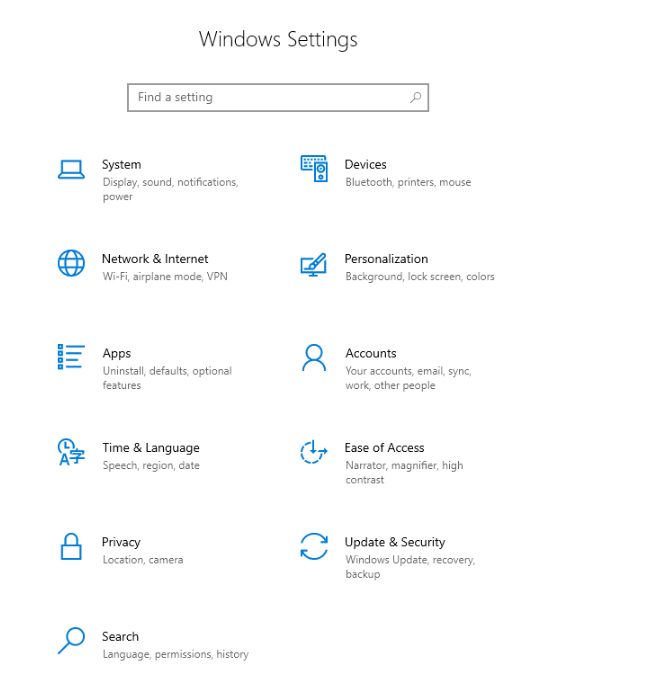 Windows Settings
Find a setting
System
Display, sound, notifications,
power
Devices
Bluetooth, printers, mouse
Network & Internet
Wi-Fi, airplane mode, VPN
Personalization
Background, lock screen, colors
Apps
Uninstall, defaults, optional
features
Accounts
Your accounts, email, sync,
work, other people
Time & Language
Speech, region, date
Ease of Access
Narrator, magnifier, high
contrast
Privacy
Location, camera
Update & Security
Windows Update, recovery,
backup
Search
Language, permissions, history